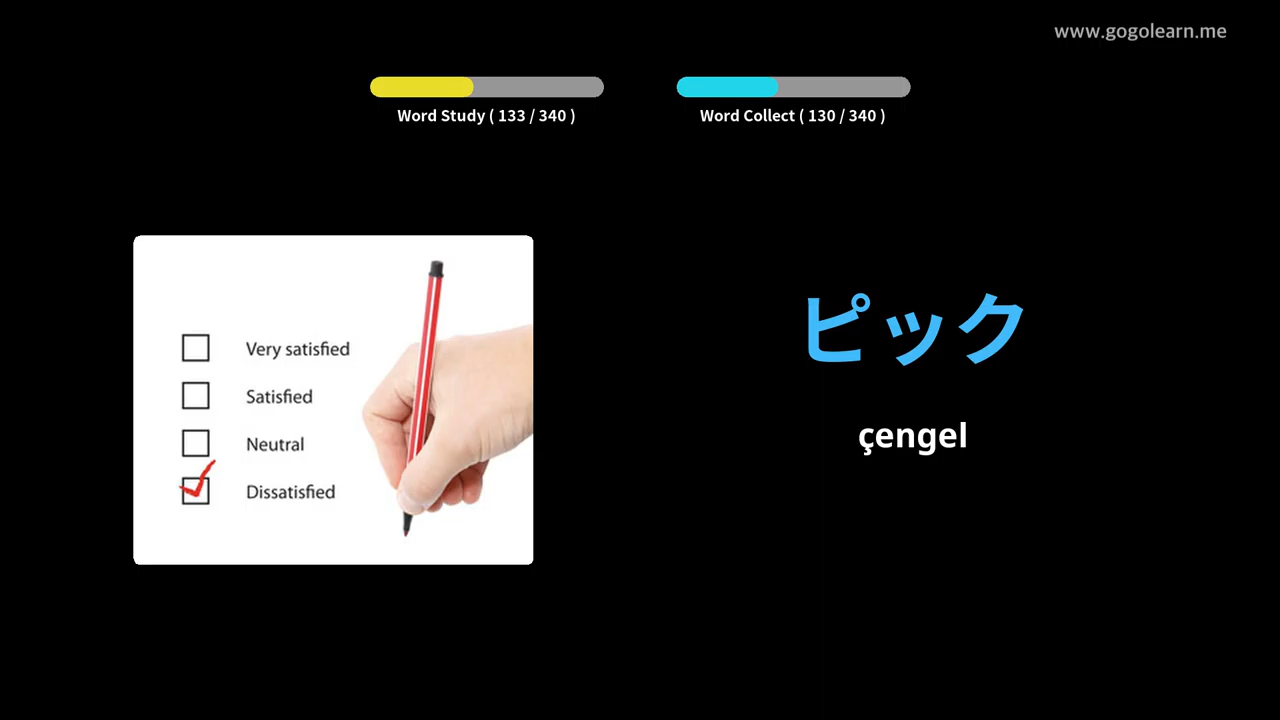 www.gogolearn.me
Word Study ( 133 / 340 )
Word Collect ( 130 / 340 )
Very satisfied
Satisfied
Neutral
Dissatisfied
ピック
çengel